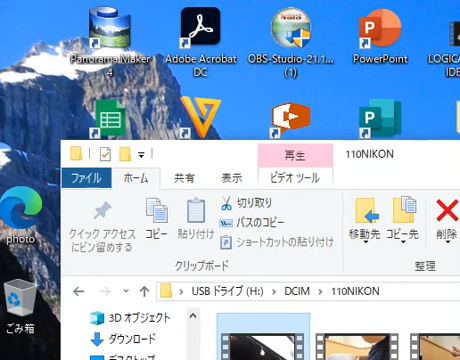 PanoramaMaker
4
Adobe Acrobat
DC
OBS-Studio-21.1...
(1)
PowerPoint
LOGICA
IDE
再生
110NIKON
ファイル
ホーム
共有
表示
ビデオ ツール
photo
クイック アクセス
にピン留めする
コピー
貼り付け
切り取り
パスのコピー
ショートカットの貼り付け
移動先
コピー先
削除
クリップボード
整理
ごみ箱
USB ドライブ (H:)
DCIM
110NIKON
3D オブジェクト
ダウンロード
デスクトップ